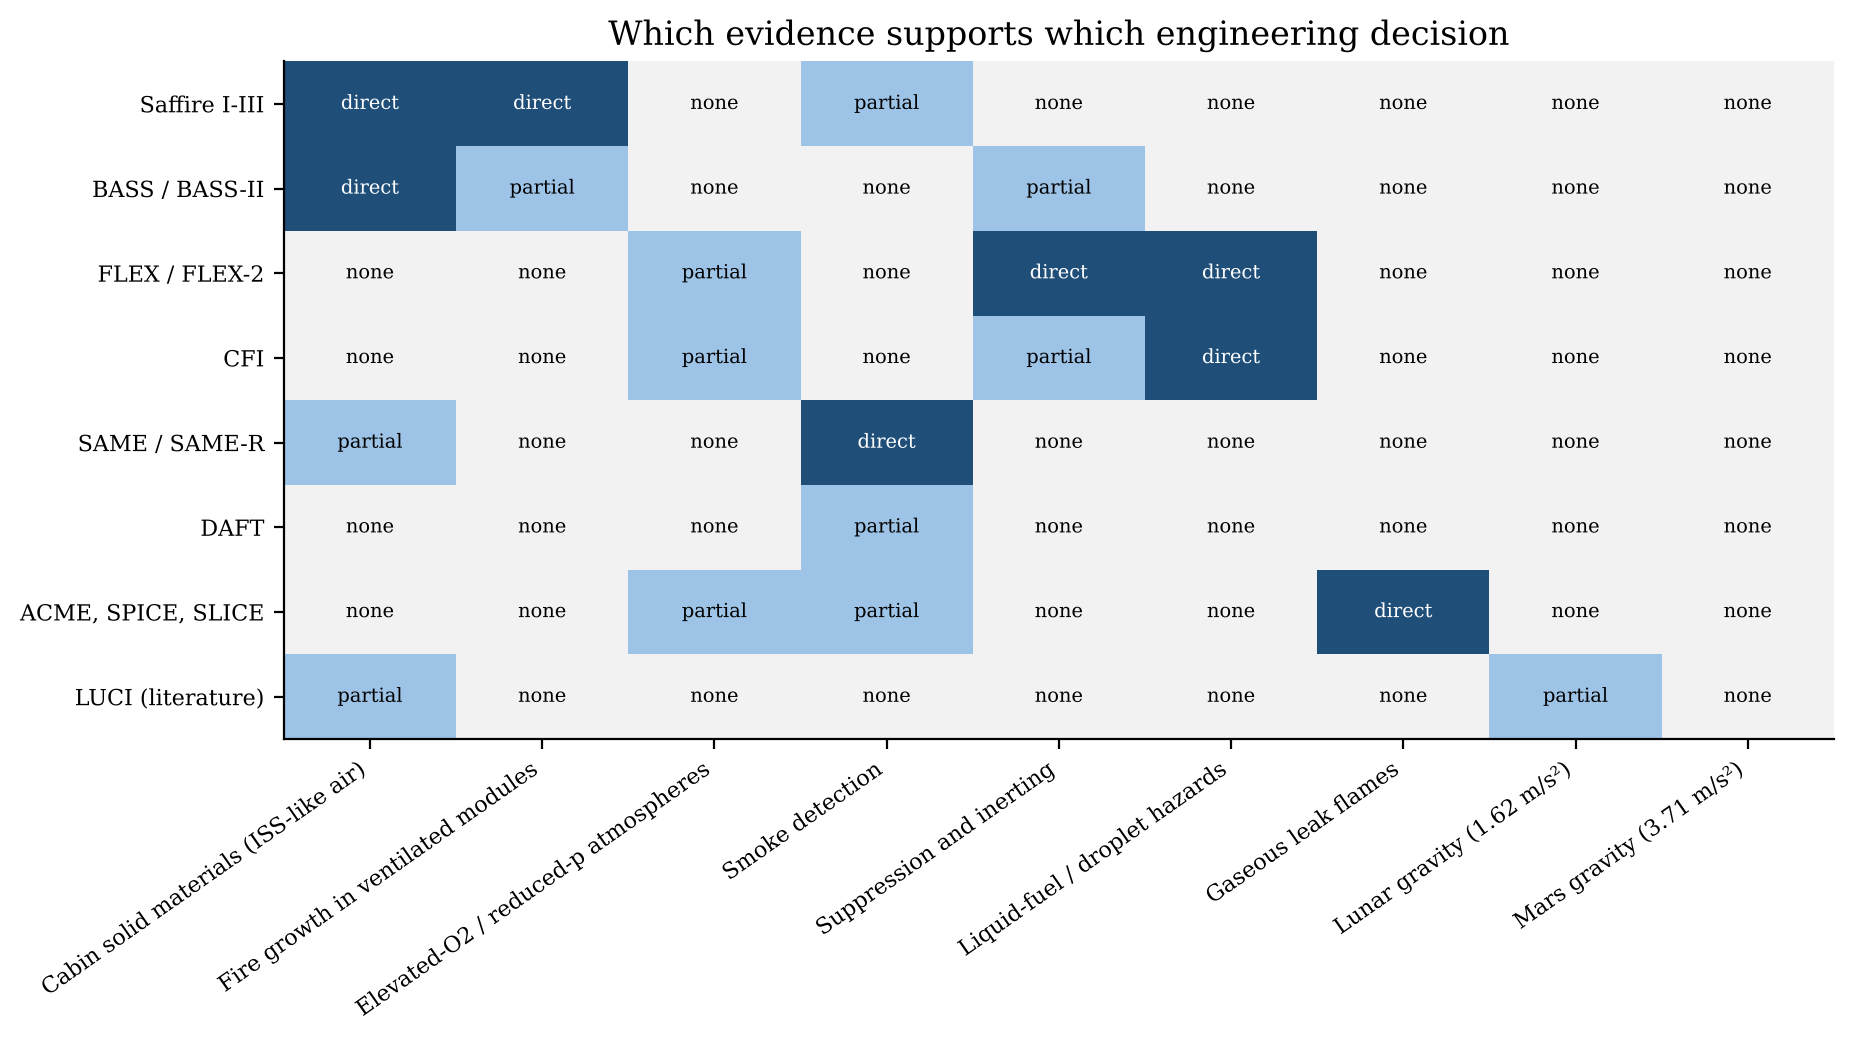 Which evidence supports which engineering decision
Saffire I-III direct direct none partial none none none none none
BASS / BASS-II direct partial none none partial none none none none
FLEX / FLEX-2 none none partial none direct direct none none none
CFI none none partial none partial direct none none none
SAME / SAME-R partial none none direct none none none none none
DAFT none none none partial none none none none none
ACME, SPICE, SLICE none none partial partial none none direct none none
LUCI (literature) partial none none none none none none partial none
Cabin solid materials (ISS-like air)
Fire growth in ventilated modules
Elevated-O2 / reduced-p atmospheres
Smoke detection
Suppression and inerting
Liquid-fuel / droplet hazards
Gaseous leak flames
Lunar gravity (1.62 m/s²)
Mars gravity (3.71 m/s²)